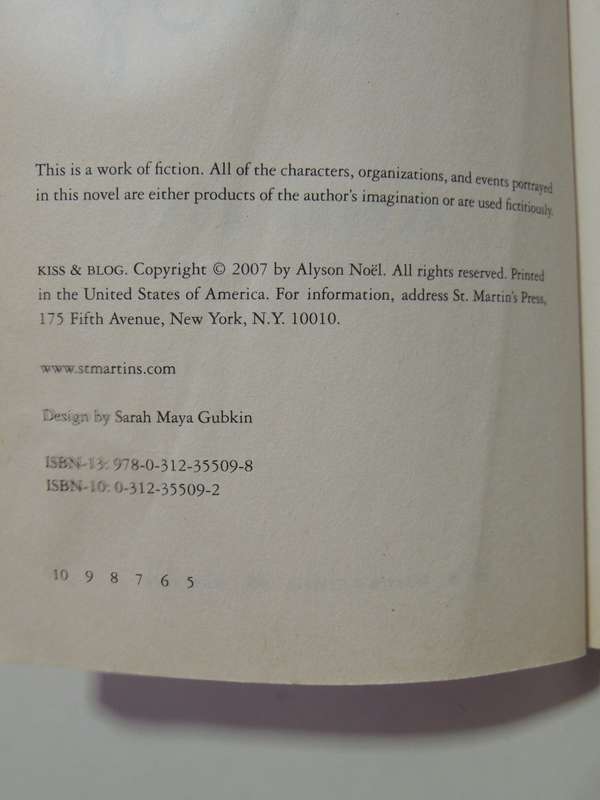 This is a work of fiction. All of the characters, organizations, and events portrayed
in this novel are either products of the author's imagination or are used fictitiously.
KISS & BLOG. Copyright © 2007 by Alyson Noël. All rights reserved. Printed
in the United States of America. For information, address St. Martin's Press,
175 Fifth Avenue, New York, N.Y. 10010.
www.stmartins.com
Design by Sarah Maya Gubkin
ISBN-13: 978-0-312-35509-8
ISBN-10: 0-312-35509-2
10 9 8 7 6 5